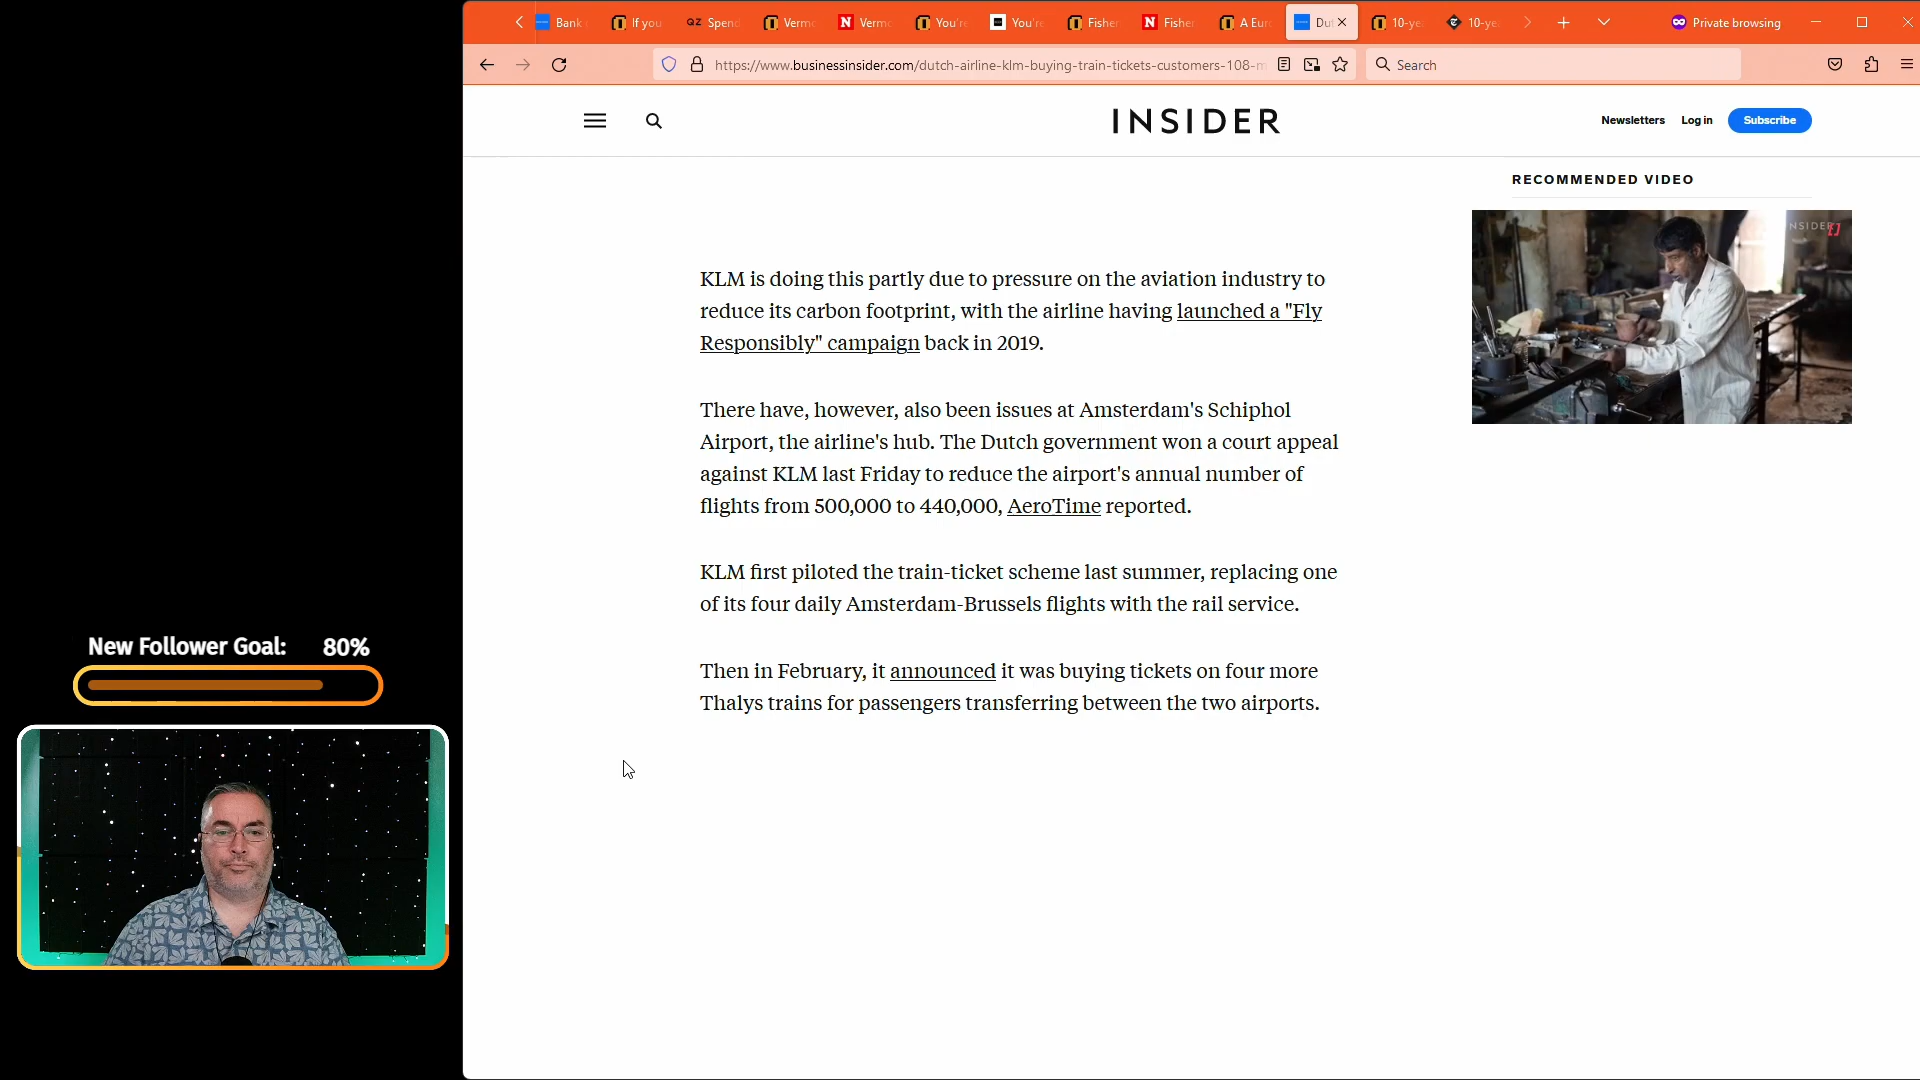 Bank
If you
QZ Spend
Vermo
N Verm
You're
You're
Fisher
N Fisher
A Eur
Du
10-ye
10-ye
Private browsing
https://www.businessinsider.com/dutch-airline-klm-buying-train-tickets-customers-108-m
Search
INSIDER
Newsletters
Log in
Subscribe
RECOMMENDED VIDEO
INSIDER
KLM is doing this partly due to pressure on the aviation industry to
reduce its carbon footprint, with the airline having launched a "Fly
Responsibly" campaign back in 2019.
There have, however, also been issues at Amsterdam's Schiphol
Airport, the airline's hub. The Dutch government won a court appeal
against KLM last Friday to reduce the airport's annual number of
flights from 500,000 to 440,000, AeroTime reported.
KLM first piloted the train-ticket scheme last summer, replacing one
of its four daily Amsterdam-Brussels flights with the rail service.
Then in February, it announced it was buying tickets on four more
Thalys trains for passengers transferring between the two airports.
New Follower Goal: 80%